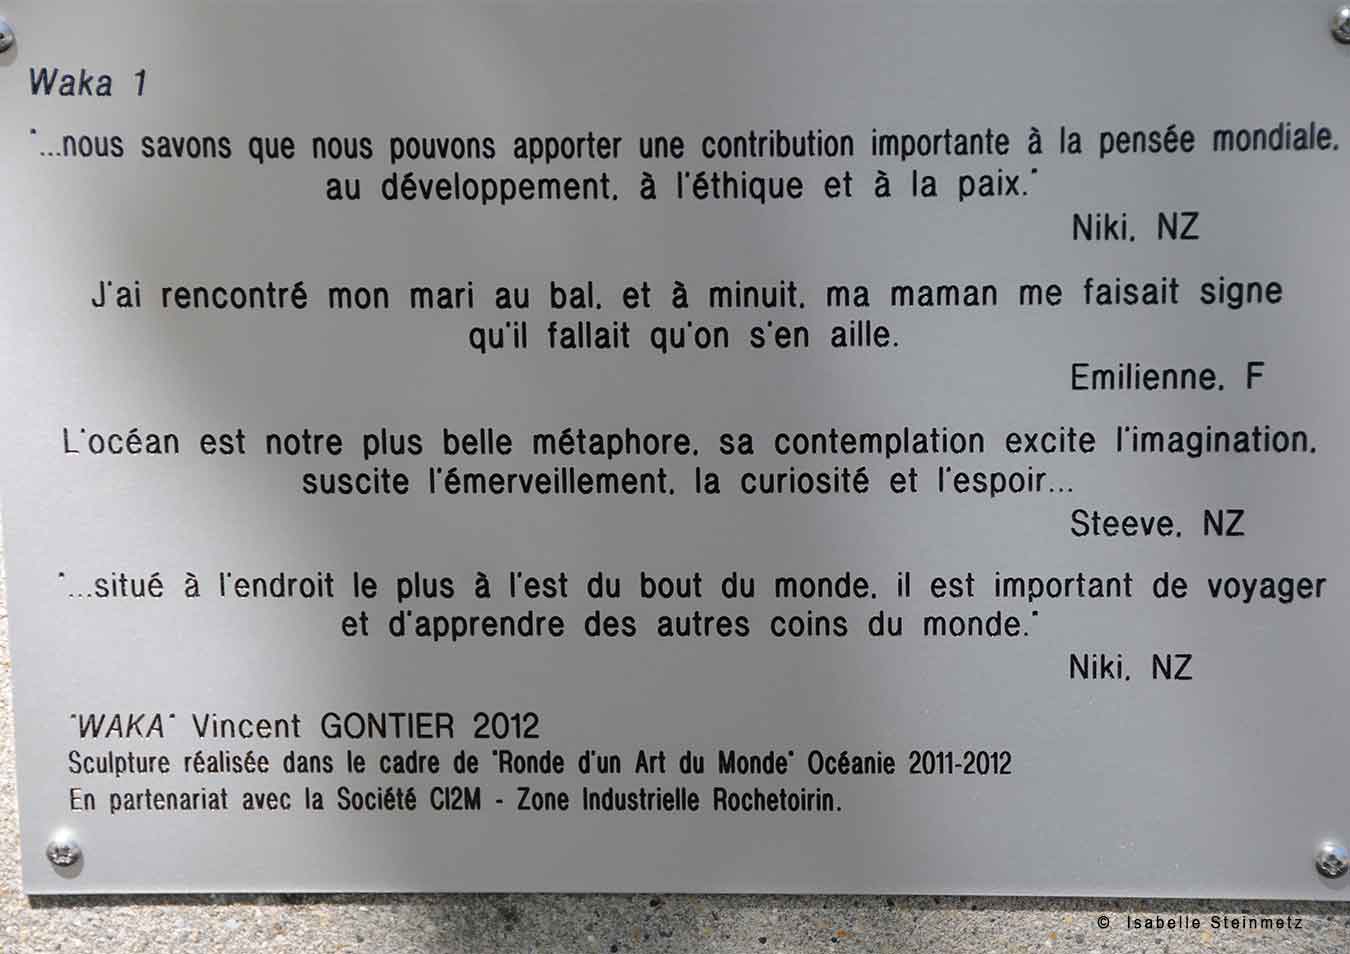 Waka 1
"...nous savons que nous pouvons apporter une contribution importante à la pensée mondiale,
au développement, à l'éthique et à la paix."
Niki, NZ
J'ai rencontré mon mari au bal, et à minuit, ma maman me faisait signe
qu'il fallait qu'on s'en aille.
Emilienne, F
L'océan est notre plus belle métaphore, sa contemplation excite l'imagination,
suscite l'émerveillement, la curiosité et l'espoir...
Steeve, NZ
"...situé à l'endroit le plus à l'est du bout du monde, il est important de voyager
et d'apprendre des autres coins du monde."
Niki, NZ
"WAKA" Vincent GONTIER 2012
Sculpture réalisée dans le cadre de "Ronde d'un Art du Monde" Océanie 2011-2012
En partenariat avec la Société CI2M - Zone Industrielle Rochetoirin.
© Isabelle Steinmetz